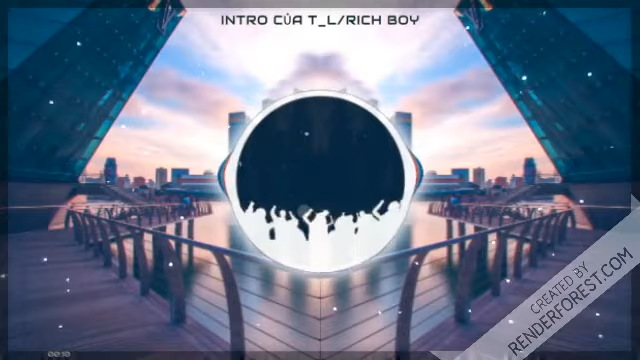 INTRO CỦA T_L/RICH BOY
CREATED BY
RENDERFOREST.COM
00:10